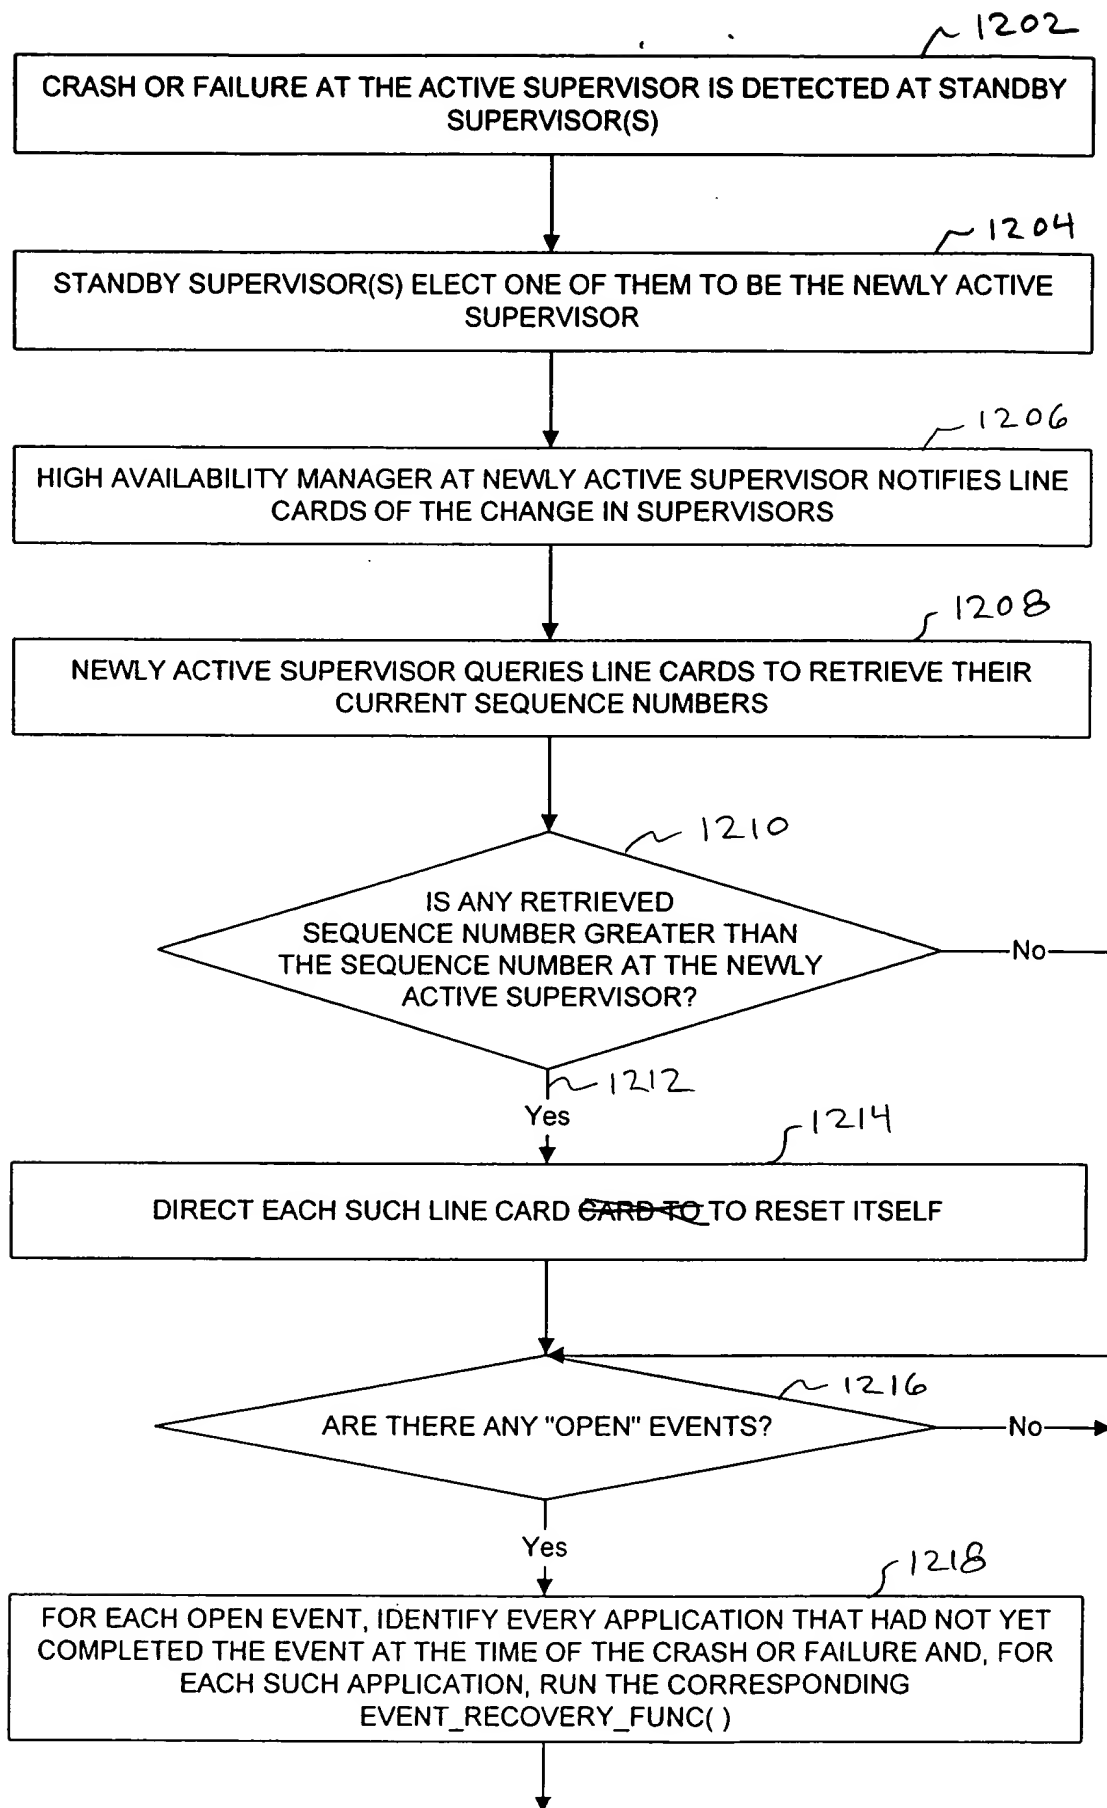 1202
CRASH OR FAILURE AT THE ACTIVE SUPERVISOR IS DETECTED AT STANDBY
SUPERVISOR(S)
1204
STANDBY SUPERVISOR(S) ELECT ONE OF THEM TO BE THE NEWLY ACTIVE
SUPERVISOR
1206
HIGH AVAILABILITY MANAGER AT NEWLY ACTIVE SUPERVISOR NOTIFIES LINE
CARDS OF THE CHANGE IN SUPERVISORS
1208
NEWLY ACTIVE SUPERVISOR QUERIES LINE CARDS TO RETRIEVE THEIR
CURRENT SEQUENCE NUMBERS
1210
IS ANY RETRIEVED
SEQUENCE NUMBER GREATER THAN
THE SEQUENCE NUMBER AT THE NEWLY
ACTIVE SUPERVISOR?
No
1212
Yes
1214
DIRECT EACH SUCH LINE CARD CARD TO TO RESET ITSELF
1216
ARE THERE ANY "OPEN" EVENTS?
No
Yes
1218
FOR EACH OPEN EVENT, IDENTIFY EVERY APPLICATION THAT HAD NOT YET
COMPLETED THE EVENT AT THE TIME OF THE CRASH OR FAILURE AND, FOR
EACH SUCH APPLICATION, RUN THE CORRESPONDING
EVENT_RECOVERY_FUNC( )